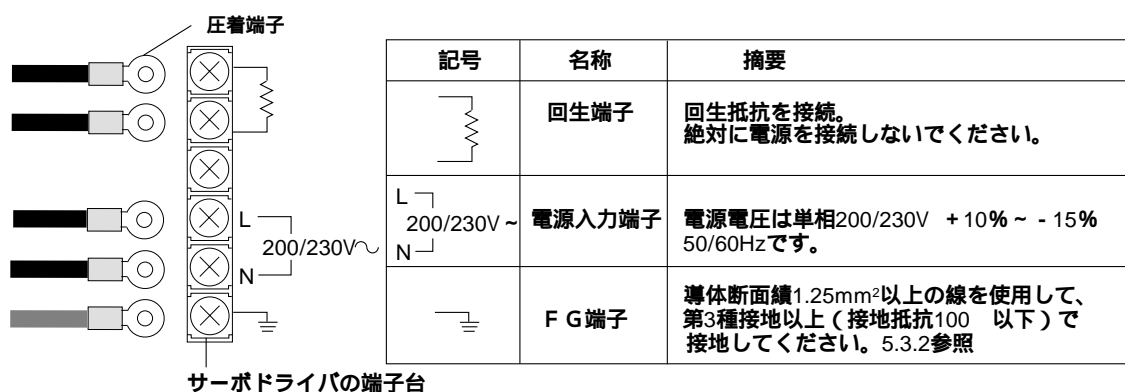 圧着端子
L
200/230V~
N
サーボドライバの端子台
記号 名称 摘要
回生端子
回生抵抗を接続。
絶対に電源を接続しないでください。
L
200/230V ~
N
電源入力端子
電源電圧は単相200/230V +10%~-15%
50/60Hzです。
FG端子
導体断面績1.25mm²以上の線を使用して、
第3種接地以上(接地抵抗100 以下)で
接地してください。5.3.2参照